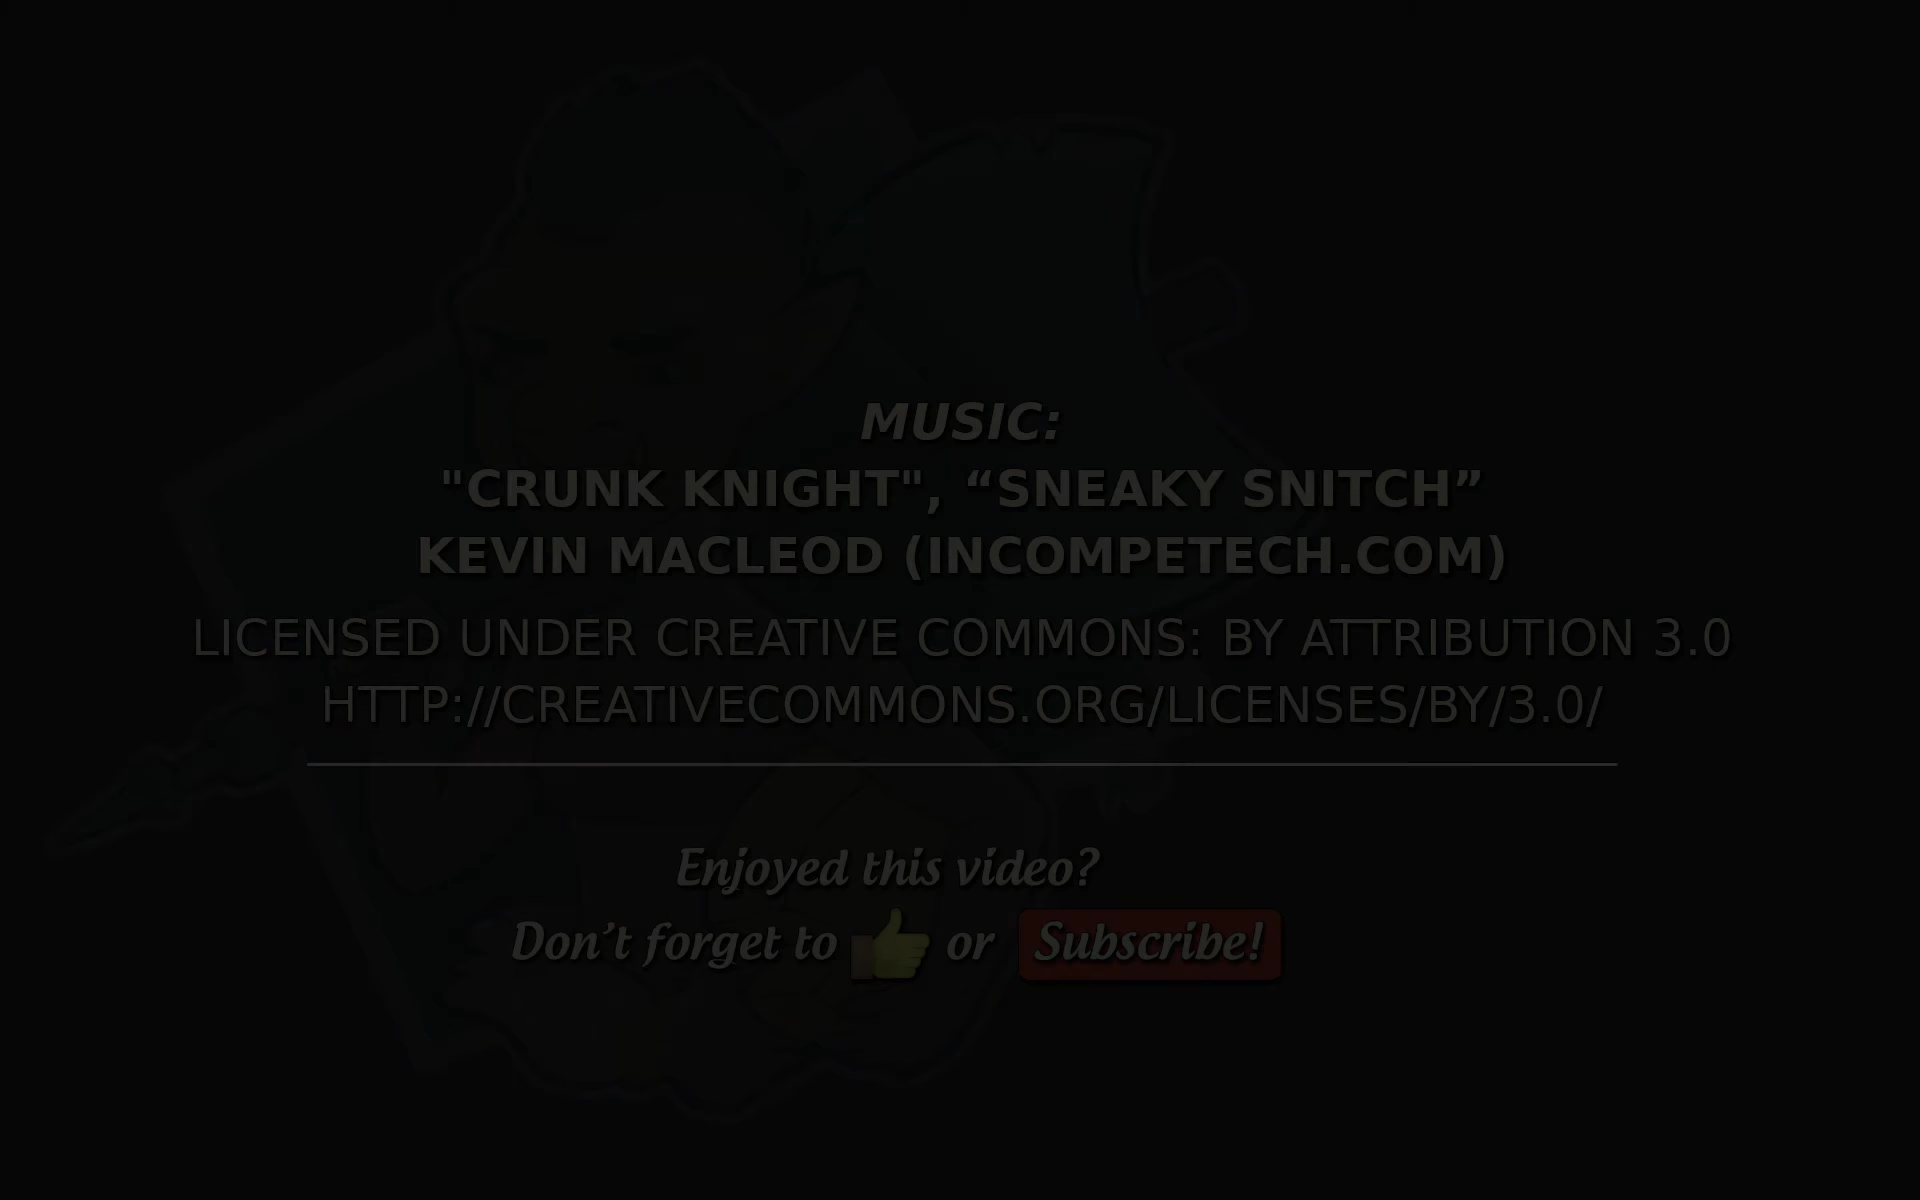 MUSIC:
"CRUNK KNIGHT", “SNEAKY SNITCH”
KEVIN MACLEOD (INCOMPETECH.COM)
LICENSED UNDER CREATIVE COMMONS: BY ATTRIBUTION 3.0
HTTP://CREATIVECOMMONS.ORG/LICENSES/BY/3.0/
Enjoyed this video?
Don’t forget to or Subscribe!